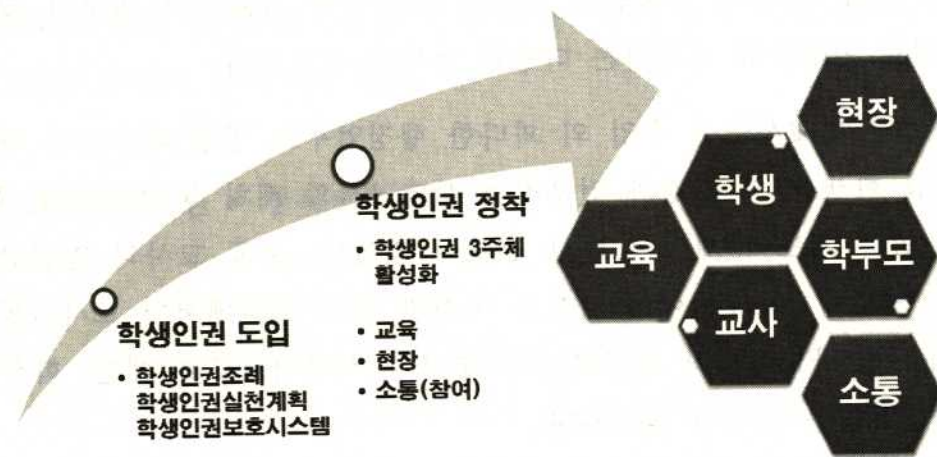 학생인권 도입
• 학생인권조례
학생인권실천계획
학생인권보호시스템
학생인권 정착
• 학생인권 3주체
활성화
• 교육
• 현장
• 소통(참여)
현장
학생
교육
학부모
교사
소통